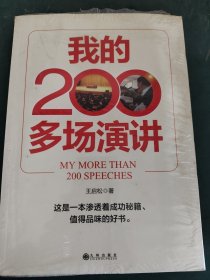 我的
200
多场演讲
MY MORE THAN
200 SPEECHES
王启松◎著
这是一本渗透着成功秘籍、
值得品味的好书。
九州出版社